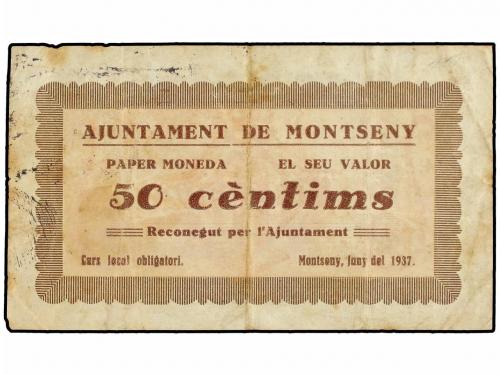 AJUNTAMENT DE MONTSENY
PAPER MONEDA EL SEU VALOR
50 cèntims
Reconegut per l'Ajuntament
Curs local obligatori. Montseny, juny del 1937.